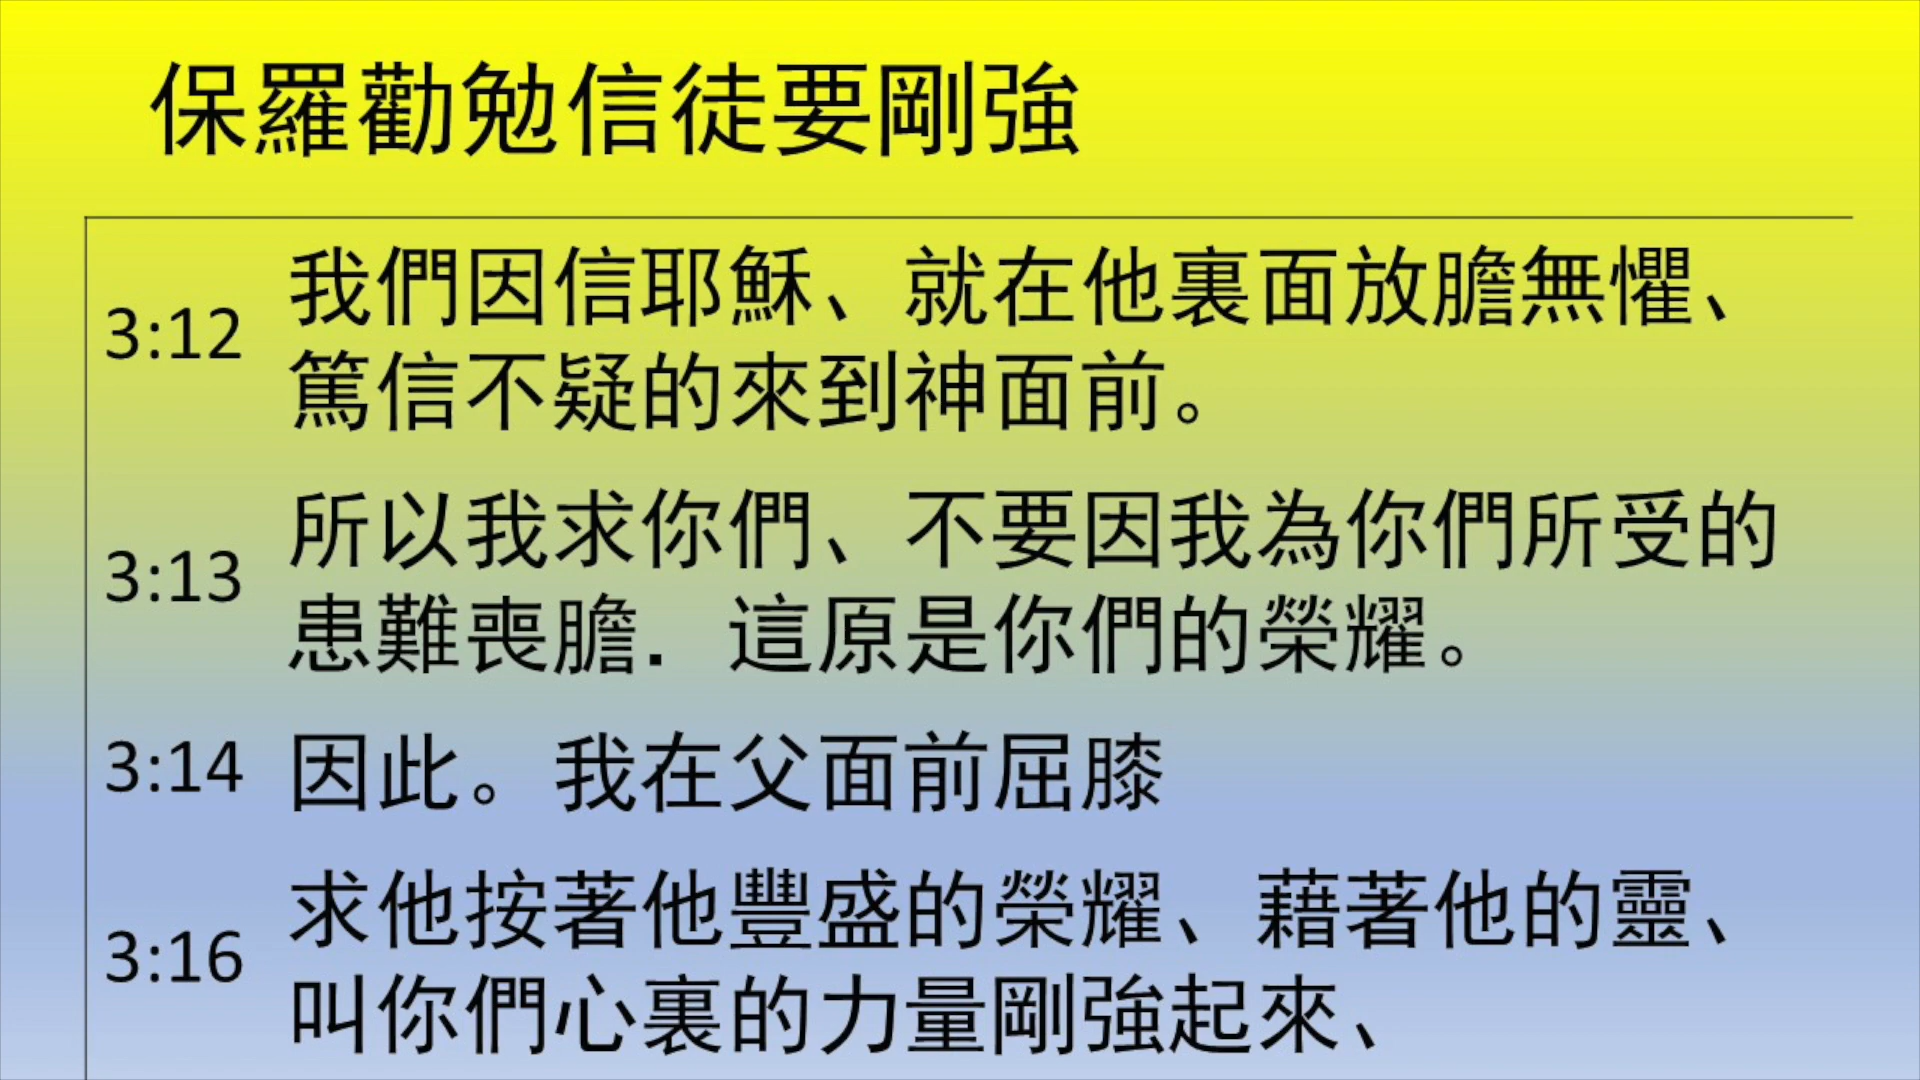 保羅勸勉信徒要剛強
3:12 我們因信耶穌、就在他裏面放膽無懼、
篤信不疑的來到神面前。
3:13 所以我求你們、不要因我為你們所受的
患難喪膽．這原是你們的榮耀。
3:14 因此。我在父面前屈膝
3:16 求他按著他豐盛的榮耀、藉著他的靈、
叫你們心裏的力量剛強起來、